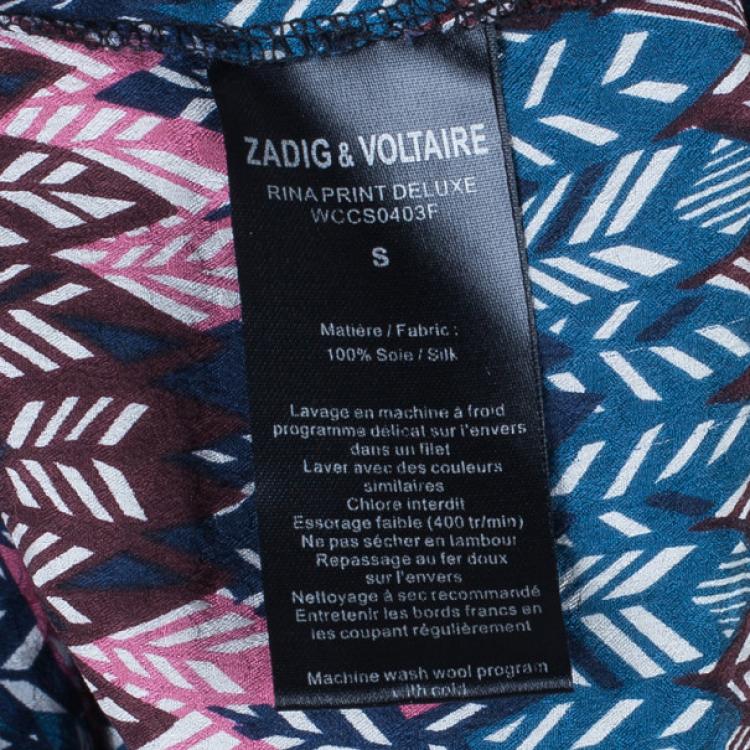 ZADIG & VOLTAIRE
RINA PRINT DELUXE
WCCS0403F
S
Matière / Fabric :
100% Soie / Silk
Lavage en machine à froid
programme délicat sur l'envers
dans un filet
Laver avec des couleurs
similaires
Chlore interdit
Essorage faible (400 tr/min)
Ne pas sécher en tambour
Repassage au fer doux
sur l'envers
Nettoyage à sec recommandé
Entretenir les bords francs en
les coupant régulièrement
Machine wash wool program
with cold